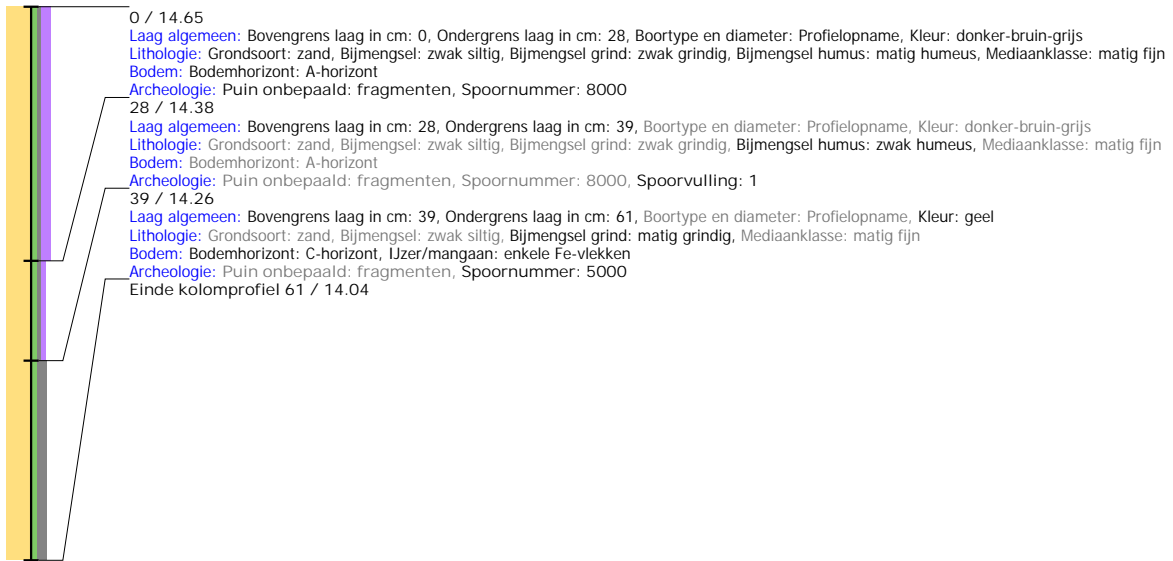 0 / 14.65
Laag algemeen: Bovengrens laag in cm: 0, Ondergrens laag in cm: 28, Boortype en diameter: Profielopname, Kleur: donker-bruin-grijs
Lithologie: Grondsoort: zand, Bijmengsel: zwak siltig, Bijmengsel grind: zwak grindig, Bijmengsel humus: matig humeus, Mediaanklasse: matig fijn
Bodem: Bodemhorizont: A-horizont
Archeologie: Puin onbepaald: fragmenten, Spoornummer: 8000
28 / 14.38
Laag algemeen: Bovengrens laag in cm: 28, Ondergrens laag in cm: 39, Boortype en diameter: Profielopname, Kleur: donker-bruin-grijs
Lithologie: Grondsoort: zand, Bijmengsel: zwak siltig, Bijmengsel grind: zwak grindig, Bijmengsel humus: zwak humeus, Mediaanklasse: matig fijn
Bodem: Bodemhorizont: A-horizont
Archeologie: Puin onbepaald: fragmenten, Spoornummer: 8000, Spoorvulling: 1
39 / 14.26
Laag algemeen: Bovengrens laag in cm: 39, Ondergrens laag in cm: 61, Boortype en diameter: Profielopname, Kleur: geel
Lithologie: Grondsoort: zand, Bijmengsel: zwak siltig, Bijmengsel grind: matig grindig, Mediaanklasse: matig fijn
Bodem: Bodemhorizont: C-horizont, IJzer/mangaan: enkele Fe-vlekken
Archeologie: Puin onbepaald: fragmenten, Spoornummer: 5000
Einde kolomprofiel 61 / 14.04